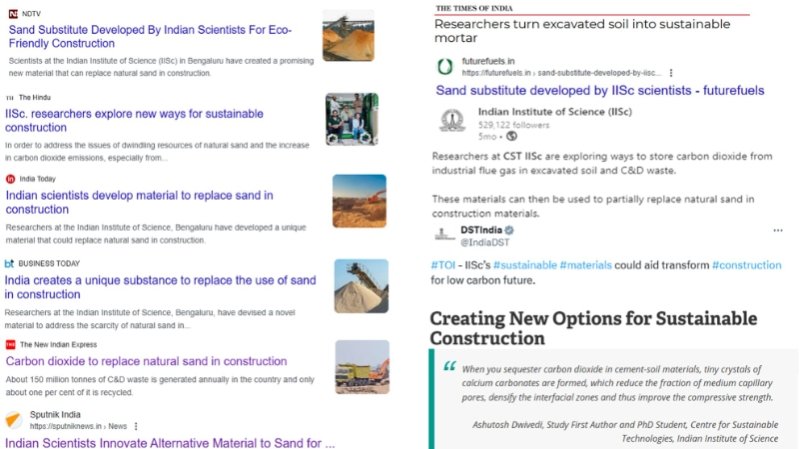 NDTV
Sand Substitute Developed By Indian Scientists For Eco-
Friendly Construction
Scientists at the Indian Institute of Science (IISc) in Bengaluru have created a promising
new material that can replace natural sand in construction.
The Hindu
IISc. researchers explore new ways for sustainable
construction
In order to address the issues of dwindling resources of natural sand and the increase
in carbon dioxide emissions, especially from...
India Today
Indian scientists develop material to replace sand in
construction
Researchers at the Indian Institute of Science, Bengaluru have developed a unique
material that could replace natural sand in construction.
bt BUSINESS TODAY
India creates a unique substance to replace the use of sand
in construction
Researchers at the Indian Institute of Science, Bengaluru, have devised a novel
material to address the scarcity of natural sand in...
The New Indian Express
Carbon dioxide to replace natural sand in construction
About 150 million tonnes of C&D waste is generated annually in the country and only
about one per cent of it is recycled.
Sputnik India
https://sputniknews.in › News
Indian Scientists Innovate Alternative Material to Sand for ...
THE TIMES OF INDIA
Researchers turn excavated soil into sustainable
mortar
futurefuels.in
https://futurefuels.in › sand-substitute-developed-by-iisc...
Sand substitute developed by IISc scientists - futurefuels
Indian Institute of Science (IISc)
529,122 followers
5mo •
Researchers at CST IISc are exploring ways to store carbon dioxide from
industrial flue gas in excavated soil and C&D waste.
These materials can then be used to partially replace natural sand in
construction materials.
DSTIndia
@IndiaDST
#TOI - IISc's #sustainable #materials could aid transform #construction
for low carbon future.
Creating New Options for Sustainable
Construction
“ When you sequester carbon dioxide in cement-soil materials, tiny crystals of
calcium carbonates are formed, which reduce the fraction of medium capillary
pores, densify the interfacial zones and thus improve the compressive strength.
Ashutosh Dwivedi, Study First Author and PhD Student, Centre for Sustainable
Technologies, Indian Institute of Science